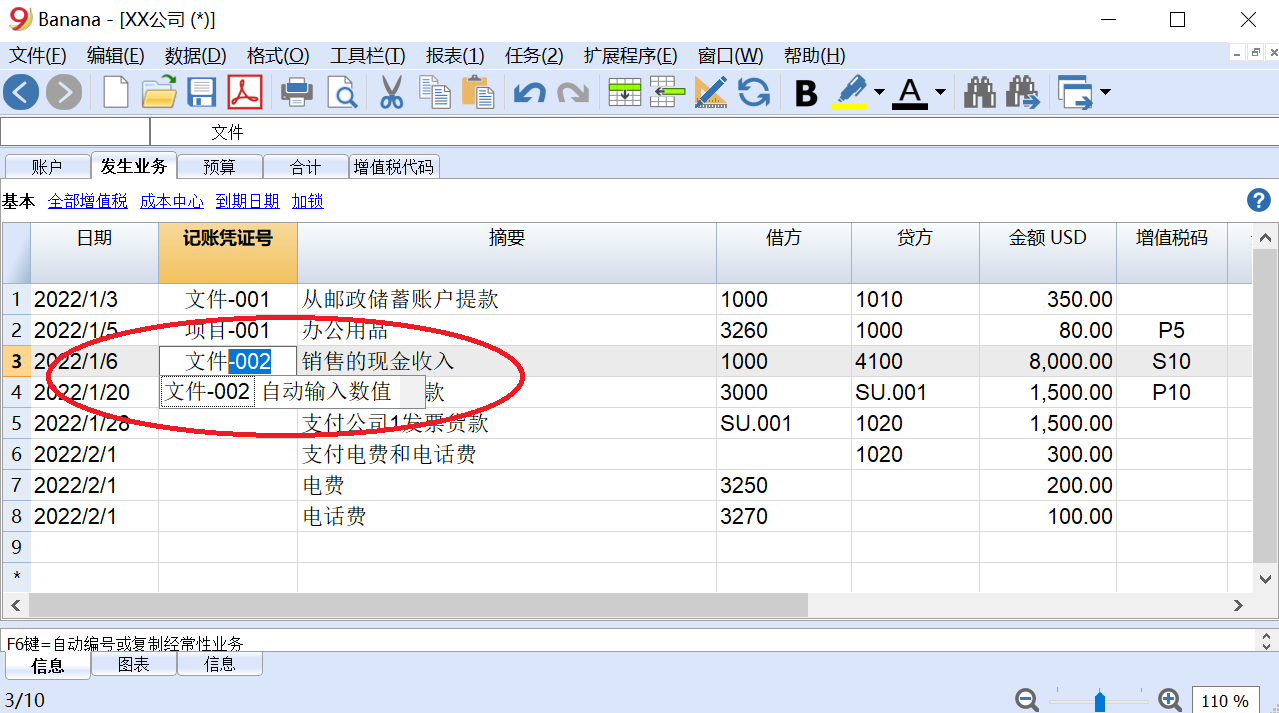 Banana - [XX公司 (*)]
文件(F) 编辑(E) 数据(D) 格式(O) 工具栏(T) 报表(1) 任务(2) 扩展程序(E) 窗口(W) 帮助(H)
B A
文件
账户 发生业务 预算 合计 增值税代码
基本 全部增值税 成本中心 到期日期 加锁 ?
日期 记账凭证号 摘要 借方 贷方 金额 USD 增值税码
1 2022/1/3 文件-001 从邮政储蓄账户提款 1000 1010 350.00
2 2022/1/5 项目-001 办公用品 3260 1000 80.00 P5
3 2022/1/6 文件-002 销售的现金收入 1000 4100 8,000.00 S10
4 2022/1/20 文件-002 自动输入数值 款 3000 SU.001 1,500.00 P10
5 2022/1/28 支付公司1发票货款 SU.001 1020 1,500.00
6 2022/2/1 支付电费和电话费 1020 300.00
7 2022/2/1 电费 3250 200.00
8 2022/2/1 电话费 3270 100.00
9
*
F6键=自动编号或复制经常性业务
信息 图表 信息
3/10 110 %